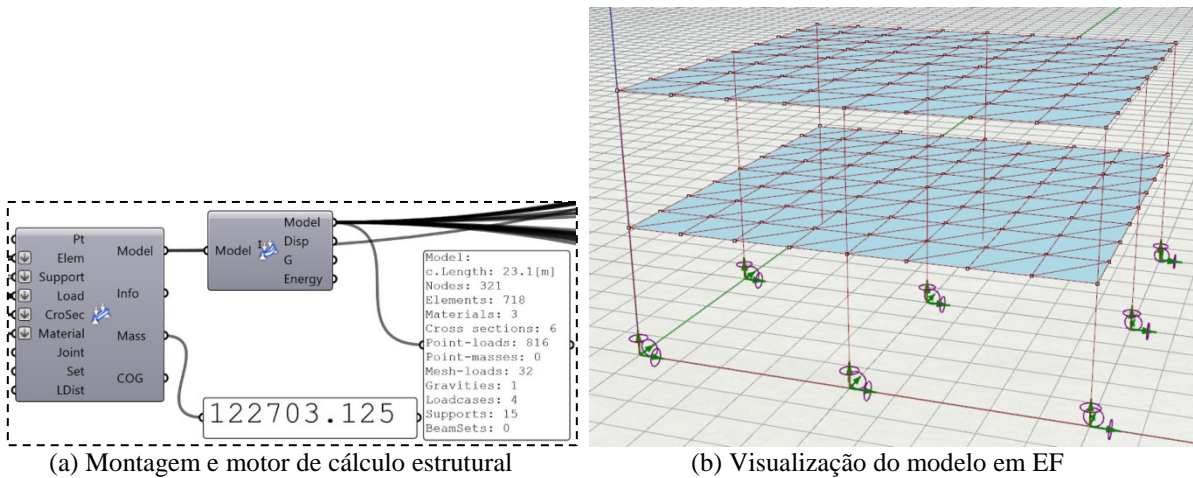 Pt
Elem
Support
Load
CroSec
Material
Joint
Set
LDist
Model
Info
Mass
COG
Model
Model
Disp
G
Energy
122703.125
Model:
c.Length: 23.1[m]
Nodes: 321
Elements: 718
Materials: 3
Cross sections: 6
Point-loads: 816
Point-masses: 0
Mesh-loads: 32
Gravities: 1
Loadcases: 4
Supports: 15
BeamSets: 0
(a) Montagem e motor de cálculo estrutural
(b) Visualização do modelo em EF